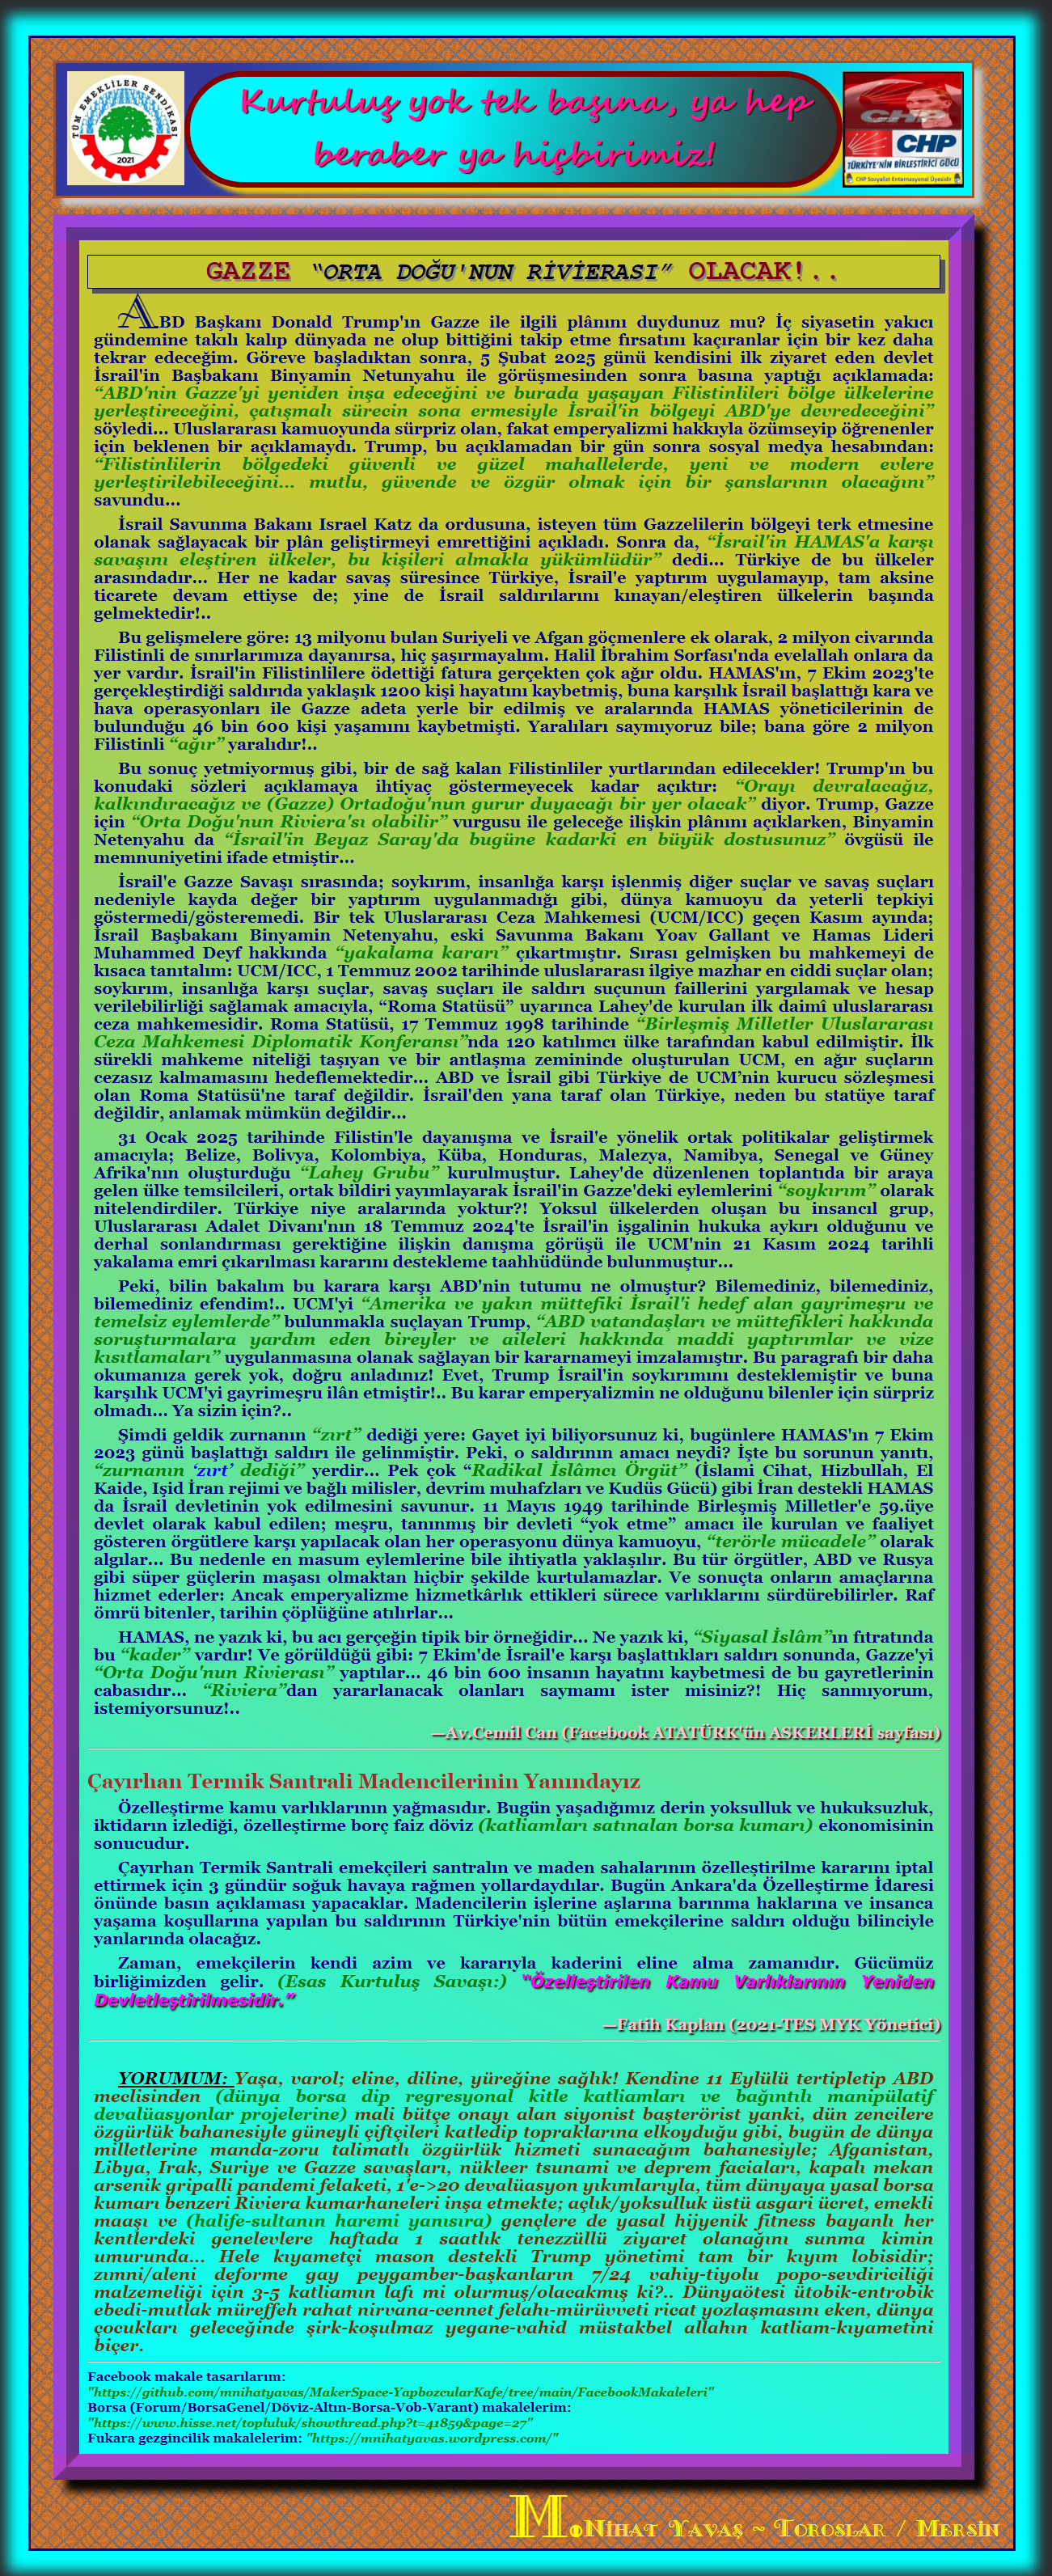 TÜM EMEKLİLER SENDİKASI
2021
Kurtuluş yok tek başına, ya hep
beraber ya hiçbirimiz!
CHP
CHP
TÜRKİYE'NİN BİRLEŞTİRİCİ GÜCÜ
CHP Sosyalist Enternasyonal Üyesidir
GAZZE “ORTA DOĞU'NUN RİVİERASI” OLACAK!..
ABD Başkanı Donald Trump'ın Gazze ile ilgili plânını duydunuz mu? İç siyasetin yakıcı
gündemine takılı kalıp dünyada ne olup bittiğini takip etme fırsatını kaçıranlar için bir kez daha
tekrar edeceğim. Göreve başladıktan sonra, 5 Şubat 2025 günü kendisini ilk ziyaret eden devlet
İsrail'in Başbakanı Binyamin Netunyahu ile görüşmesinden sonra basına yaptığı açıklamada:
“ABD'nin Gazze'yi yeniden inşa edeceğini ve burada yaşayan Filistinlileri bölge ülkelerine
yerleştireceğini, çatışmalı sürecin sona ermesiyle İsrail'in bölgeyi ABD'ye devredeceğini”
söyledi... Uluslararası kamuoyunda sürpriz olan, fakat emperyalizmi hakkıyla özümseyip öğrenenler
için beklenen bir açıklamaydı. Trump, bu açıklamadan bir gün sonra sosyal medya hesabından:
“Filistinlilerin bölgedeki güvenli ve güzel mahallelerde, yeni ve modern evlere
yerleştirilebileceğini... mutlu, güvende ve özgür olmak için bir şanslarının olacağını”
savundu...
İsrail Savunma Bakanı Israel Katz da ordusuna, isteyen tüm Gazzelilerin bölgeyi terk etmesine
olanak sağlayacak bir plân geliştirmeyi emrettiğini açıkladı. Sonra da, “İsrail'in HAMAS'a karşı
savaşını eleştiren ülkeler, bu kişileri almakla yükümlüdür” dedi... Türkiye de bu ülkeler
arasındadır... Her ne kadar savaş süresince Türkiye, İsrail'e yaptırım uygulamayıp, tam aksine
ticarete devam ettiyse de; yine de İsrail saldırılarını kınayan/eleştiren ülkelerin başında
gelmektedir!..
Bu gelişmelere göre: 13 milyonu bulan Suriyeli ve Afgan göçmenlere ek olarak, 2 milyon civarında
Filistinli de sınırlarımıza dayanırsa, hiç şaşırmayalım. Halil İbrahim Sorfası'nda evelallah onlara da
yer vardır. İsrail'in Filistinlilere ödettiği fatura gerçekten çok ağır oldu. HAMAS'ın, 7 Ekim 2023'te
gerçekleştirdiği saldırıda yaklaşık 1200 kişi hayatını kaybetmiş, buna karşılık İsrail başlattığı kara ve
hava operasyonları ile Gazze adeta yerle bir edilmiş ve aralarında HAMAS yöneticilerinin de
bulunduğu 46 bin 600 kişi yaşamını kaybetmişti. Yaralıları saymıyoruz bile; bana göre 2 milyon
Filistinli “ağır” yaralıdır!..
Bu sonuç yetmiyormuş gibi, bir de sağ kalan Filistinliler yurtlarından edilecekler! Trump'ın bu
konudaki sözleri açıklamaya ihtiyaç göstermeyecek kadar açıktır: “Orayı devralacağız,
kalkındıracağız ve (Gazze) Ortadoğu'nun gurur duyacağı bir yer olacak” diyor. Trump, Gazze
için “Orta Doğu'nun Riviera'sı olabilir” vurgusu ile geleceğe ilişkin plânını açıklarken, Binyamin
Netenyahu da “İsrail'in Beyaz Saray'da bugüne kadarki en büyük dostusunuz” övgüsü ile
memnuniyetini ifade etmiştir...
İsrail'e Gazze Savaşı sırasında; soykırım, insanlığa karşı işlenmiş diğer suçlar ve savaş suçları
nedeniyle kayda değer bir yaptırım uygulanmadığı gibi, dünya kamuoyu da yeterli tepkiyi
göstermedi/gösteremedi. Bir tek Uluslararası Ceza Mahkemesi (UCM/ICC) geçen Kasım ayında;
İsrail Başbakanı Binyamin Netenyahu, eski Savunma Bakanı Yoav Gallant ve Hamas Lideri
Muhammed Deyf hakkında “yakalama kararı” çıkartmıştır. Sırası gelmişken bu mahkemeyi de
kısaca tanıtalım: UCM/ICC, 1 Temmuz 2002 tarihinde uluslararası ilgiye mazhar en ciddi suçlar olan;
soykırım, insanlığa karşı suçlar, savaş suçları ile saldırı suçunun faillerini yargılamak ve hesap
verilebilirliği sağlamak amacıyla, “Roma Statüsü” uyarınca Lahey'de kurulan ilk daimî uluslararası
ceza mahkemesidir. Roma Statüsü, 17 Temmuz 1998 tarihinde “Birleşmiş Milletler Uluslararası
Ceza Mahkemesi Diplomatik Konferansı”nda 120 katılımcı ülke tarafından kabul edilmiştir. İlk
sürekli mahkeme niteliği taşıyan ve bir antlaşma zemininde oluşturulan UCM, en ağır suçların
cezasız kalmamasını hedeflemektedir... ABD ve İsrail gibi Türkiye de UCM’nin kurucu sözleşmesi
olan Roma Statüsü'ne taraf değildir. İsrail'den yana taraf olan Türkiye, neden bu statüye taraf
değildir, anlamak mümkün değildir...
31 Ocak 2025 tarihinde Filistin'le dayanışma ve İsrail'e yönelik ortak politikalar geliştirmek
amacıyla; Belize, Bolivya, Kolombiya, Küba, Honduras, Malezya, Namibya, Senegal ve Güney
Afrika'nın oluşturduğu “Lahey Grubu” kurulmuştur. Lahey'de düzenlenen toplantıda bir araya
gelen ülke temsilcileri, ortak bildiri yayımlayarak İsrail'in Gazze'deki eylemlerini “soykırım” olarak
nitelendirdiler. Türkiye niye aralarında yoktur?! Yoksul ülkelerden oluşan bu insancıl grup,
Uluslararası Adalet Divanı'nın 18 Temmuz 2024'te İsrail'in işgalinin hukuka aykırı olduğunu ve
derhal sonlandırması gerektiğine ilişkin danışma görüşü ile UCM'nin 21 Kasım 2024 tarihli
yakalama emri çıkarılması kararını destekleme taahhüdünde bulunmuştur...
Peki, bilin bakalım bu karara karşı ABD'nin tutumu ne olmuştur? Bilemediniz, bilemediniz,
bilemediniz efendim!.. UCM'yi “Amerika ve yakın müttefiki İsrail'i hedef alan gayrimeşru ve
temelsiz eylemlerde” bulunmakla suçlayan Trump, “ABD vatandaşları ve müttefikleri hakkında
soruşturmalara yardım eden bireyler ve aileleri hakkında maddi yaptırımlar ve vize
kısıtlamaları” uygulanmasına olanak sağlayan bir kararnameyi imzalamıştır. Bu paragrafı bir daha
okumanıza gerek yok, doğru anladınız! Evet, Trump İsrail'in soykırımını desteklemiştir ve buna
karşılık UCM'yi gayrimeşru ilân etmiştir!.. Bu karar emperyalizmin ne olduğunu bilenler için sürpriz
olmadı... Ya sizin için?..
Şimdi geldik zurnanın “zırt” dediği yere: Gayet iyi biliyorsunuz ki, bugünlere HAMAS'ın 7 Ekim
2023 günü başlattığı saldırı ile gelinmiştir. Peki, o saldırının amacı neydi? İşte bu sorunun yanıtı,
“zurnanın ‘zırt’ dediği” yerdir... Pek çok “Radikal İslâmcı Örgüt” (İslami Cihat, Hizbullah, El
Kaide, Işid İran rejimi ve bağlı milisler, devrim muhafzları ve Kudüs Gücü) gibi İran destekli HAMAS
da İsrail devletinin yok edilmesini savunur. 11 Mayıs 1949 tarihinde Birleşmiş Milletler'e 59.üye
devlet olarak kabul edilen; meşru, tanınmış bir devleti “yok etme” amacı ile kurulan ve faaliyet
gösteren örgütlere karşı yapılacak olan her operasyonu dünya kamuoyu, “terörle mücadele” olarak
algılar... Bu nedenle en masum eylemlerine bile ihtiyatla yaklaşılır. Bu tür örgütler, ABD ve Rusya
gibi süper güçlerin maşası olmaktan hiçbir şekilde kurtulamazlar. Ve sonuçta onların amaçlarına
hizmet ederler: Ancak emperyalizme hizmetkârlık ettikleri sürece varlıklarını sürdürebilirler. Raf
ömrü bitenler, tarihin çöplüğüne atılırlar...
HAMAS, ne yazık ki, bu acı gerçeğin tipik bir örneğidir... Ne yazık ki, “Siyasal İslâm”ın fıtratında
bu “kader” vardır! Ve görüldüğü gibi: 7 Ekim'de İsrail'e karşı başlattıkları saldırı sonunda, Gazze'yi
“Orta Doğu'nun Rivierası” yaptılar... 46 bin 600 insanın hayatını kaybetmesi de bu gayretlerinin
cabasıdır... “Riviera”dan yararlanacak olanları saymamı ister misiniz?! Hiç sanmıyorum,
istemiyorsunuz!..
—Av.Cemil Can (Facebook ATATÜRK'ün ASKERLERİ sayfası)
Çayırhan Termik Santrali Madencilerinin Yanındayız
Özelleştirme kamu varlıklarının yağmasıdır. Bugün yaşadığımız derin yoksulluk ve hukuksuzluk,
iktidarın izlediği, özelleştirme borç faiz döviz (katliamları satınalan borsa kumarı) ekonomisinin
sonucudur.
Çayırhan Termik Santrali emekçileri santralın ve maden sahalarının özelleştirilme kararını iptal
ettirmek için 3 gündür soğuk havaya rağmen yollardaydılar. Bugün Ankara'da Özelleştirme İdaresi
önünde basın açıklaması yapacaklar. Madencilerin işlerine aşlarına barınma haklarına ve insanca
yaşama koşullarına yapılan bu saldırının Türkiye'nin bütün emekçilerine saldırı olduğu bilinciyle
yanlarında olacağız.
Zaman, emekçilerin kendi azim ve kararıyla kaderini eline alma zamanıdır. Gücümüz
birliğimizden gelir. (Esas Kurtuluş Savaşı:) "Özelleştirilen Kamu Varlıklarının Yeniden
Devletleştirilmesidir."
—Fatih Kaplan (2021-TES MYK Yönetici)
YORUMUM: Yaşa, varol; eline, diline, yüreğine sağlık! Kendine 11 Eylülü tertipletip ABD
meclisinden (dünya borsa dip regresyonal kitle katliamları ve bağıntılı manipülatif
devalüasyonlar projelerine) mali bütçe onayı alan siyonist başterörist yanki, dün zencilere
özgürlük bahanesiyle güneyli çiftçileri katledip topraklarına elkoyduğu gibi, bugün de dünya
milletlerine manda-zoru talimatlı özgürlük hizmeti sunacağım bahanesiyle; Afganistan,
Libya, Irak, Suriye ve Gazze savaşları, nükleer tsunami ve deprem faciaları, kapalı mekan
arsenik gripalli pandemi felaketi, 1'e->20 devalüasyon yıkımlarıyla, tüm dünyaya yasal borsa
kumarı benzeri Riviera kumarhaneleri inşa etmekte; açlık/yoksulluk üstü asgari ücret, emekli
maaşı ve (halife-sultanın haremi yanısıra) gençlere de yasal hijyenik fitness bayanlı her
kentlerdeki genelevlere haftada 1 saatlık tenezzüllü ziyaret olanağını sunma kimin
umurunda... Hele kıyametçi mason destekli Trump yönetimi tam bir kıyım lobisidir;
zımni/aleni deforme gay peygamber-başkanların 7/24 vahiy-tiyolu popo-sevdiriciliği
malzemeliği için 3-5 katliamın lafı mi olurmuş/olacakmış ki?.. Dünyaötesi ütobik-entrobik
ebedi-mutlak müreffeh rahat nirvana-cennet felahı-mürüvveti ricat yozlaşmasını eken, dünya
çocukları geleceğinde şirk-koşulmaz yegane-vahid müstakbel allahın katliam-kıyametini
biçer.
Facebook makale tasarılarım:
"https://github.com/mnihatyavas/MakerSpace-YapbozcularKafe/tree/main/FacebookMakaleleri"
Borsa (Forum/BorsaGenel/Döviz-Altın-Borsa-Vob-Varant) makalelerim:
"https://www.hisse.net/topluluk/showthread.php?t=41859&page=27"
Fukara gezgincilik makalelerim: "https://mnihatyavas.wordpress.com/"
M.Nihat Yavaş ~ Toroslar / Mersin